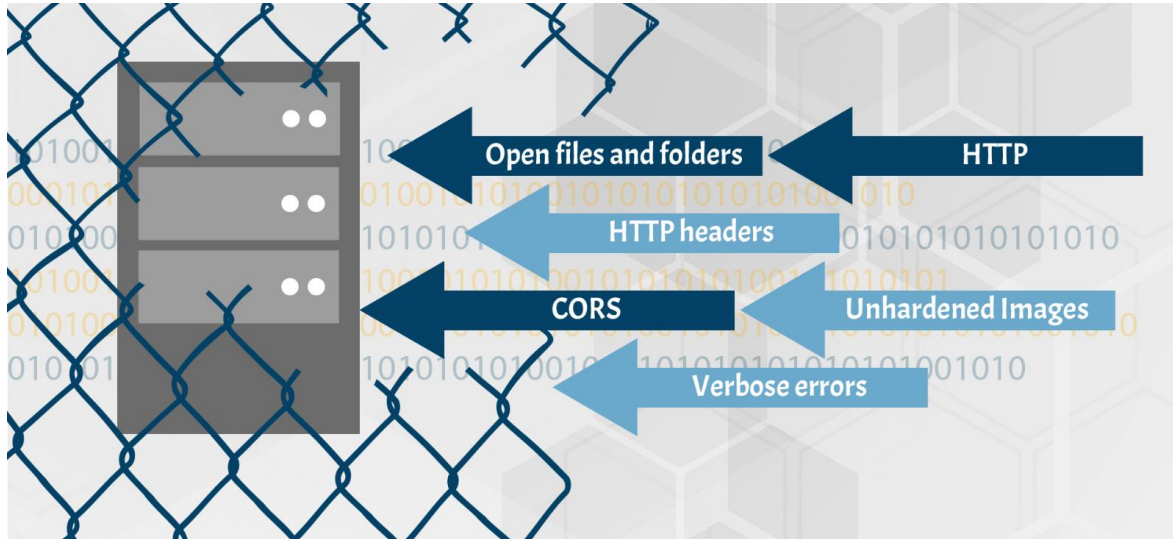 Open files and folders
HTTP
HTTP headers
CORS
Unhardened Images
Verbose errors